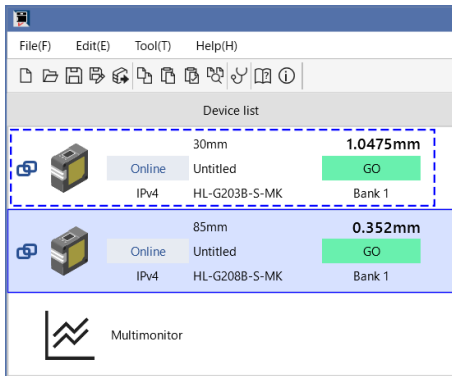 File(F) Edit(E) Tool(T) Help(H)
Device list
30mm 1.0475mm
Online Untitled GO
IPv4 HL-G203B-S-MK Bank 1
85mm 0.352mm
Online Untitled GO
IPv4 HL-G208B-S-MK Bank 1
Multimonitor